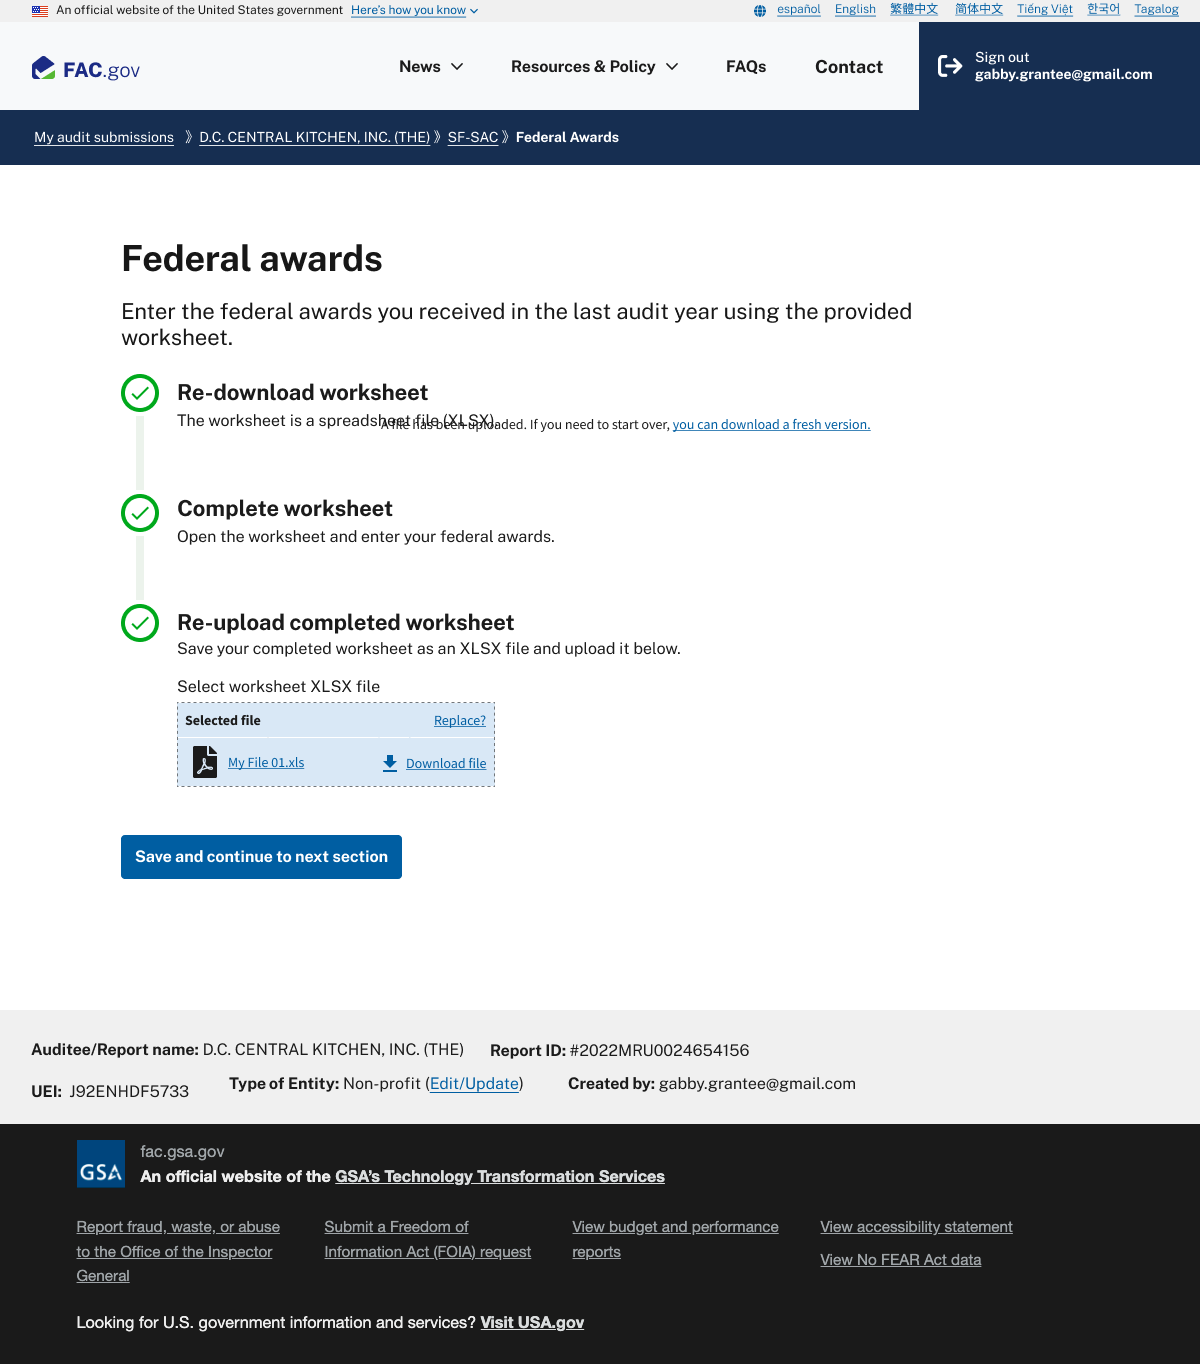 An official website of the United States government Here's how you know
español English 繁體中文 简体中文 Tiếng Việt 한국어 Tagalog
FAC.gov
News Resources & Policy FAQs Contact
Sign out
gabby.grantee@gmail.com
My audit submissions 》 D.C. CENTRAL KITCHEN, INC. (THE) 》 SF-SAC 》 Federal Awards
Federal awards
Enter the federal awards you received in the last audit year using the provided
worksheet.
Re-download worksheet
The worksheet is a spreadsheet file (XLSX).
A file has been uploaded. If you need to start over, you can download a fresh version.
Complete worksheet
Open the worksheet and enter your federal awards.
Re-upload completed worksheet
Save your completed worksheet as an XLSX file and upload it below.
Select worksheet XLSX file
Selected file Replace?
My File 01.xls Download file
Save and continue to next section
Auditee/Report name: D.C. CENTRAL KITCHEN, INC. (THE) Report ID: #2022MRU0024654156
UEI: J92ENHDF5733 Type of Entity: Non-profit (Edit/Update) Created by: gabby.grantee@gmail.com
GSA
fac.gsa.gov
An official website of the GSA's Technology Transformation Services
Report fraud, waste, or abuse
to the Office of the Inspector
General
Submit a Freedom of
Information Act (FOIA) request
View budget and performance
reports
View accessibility statement
View No FEAR Act data
Looking for U.S. government information and services? Visit USA.gov